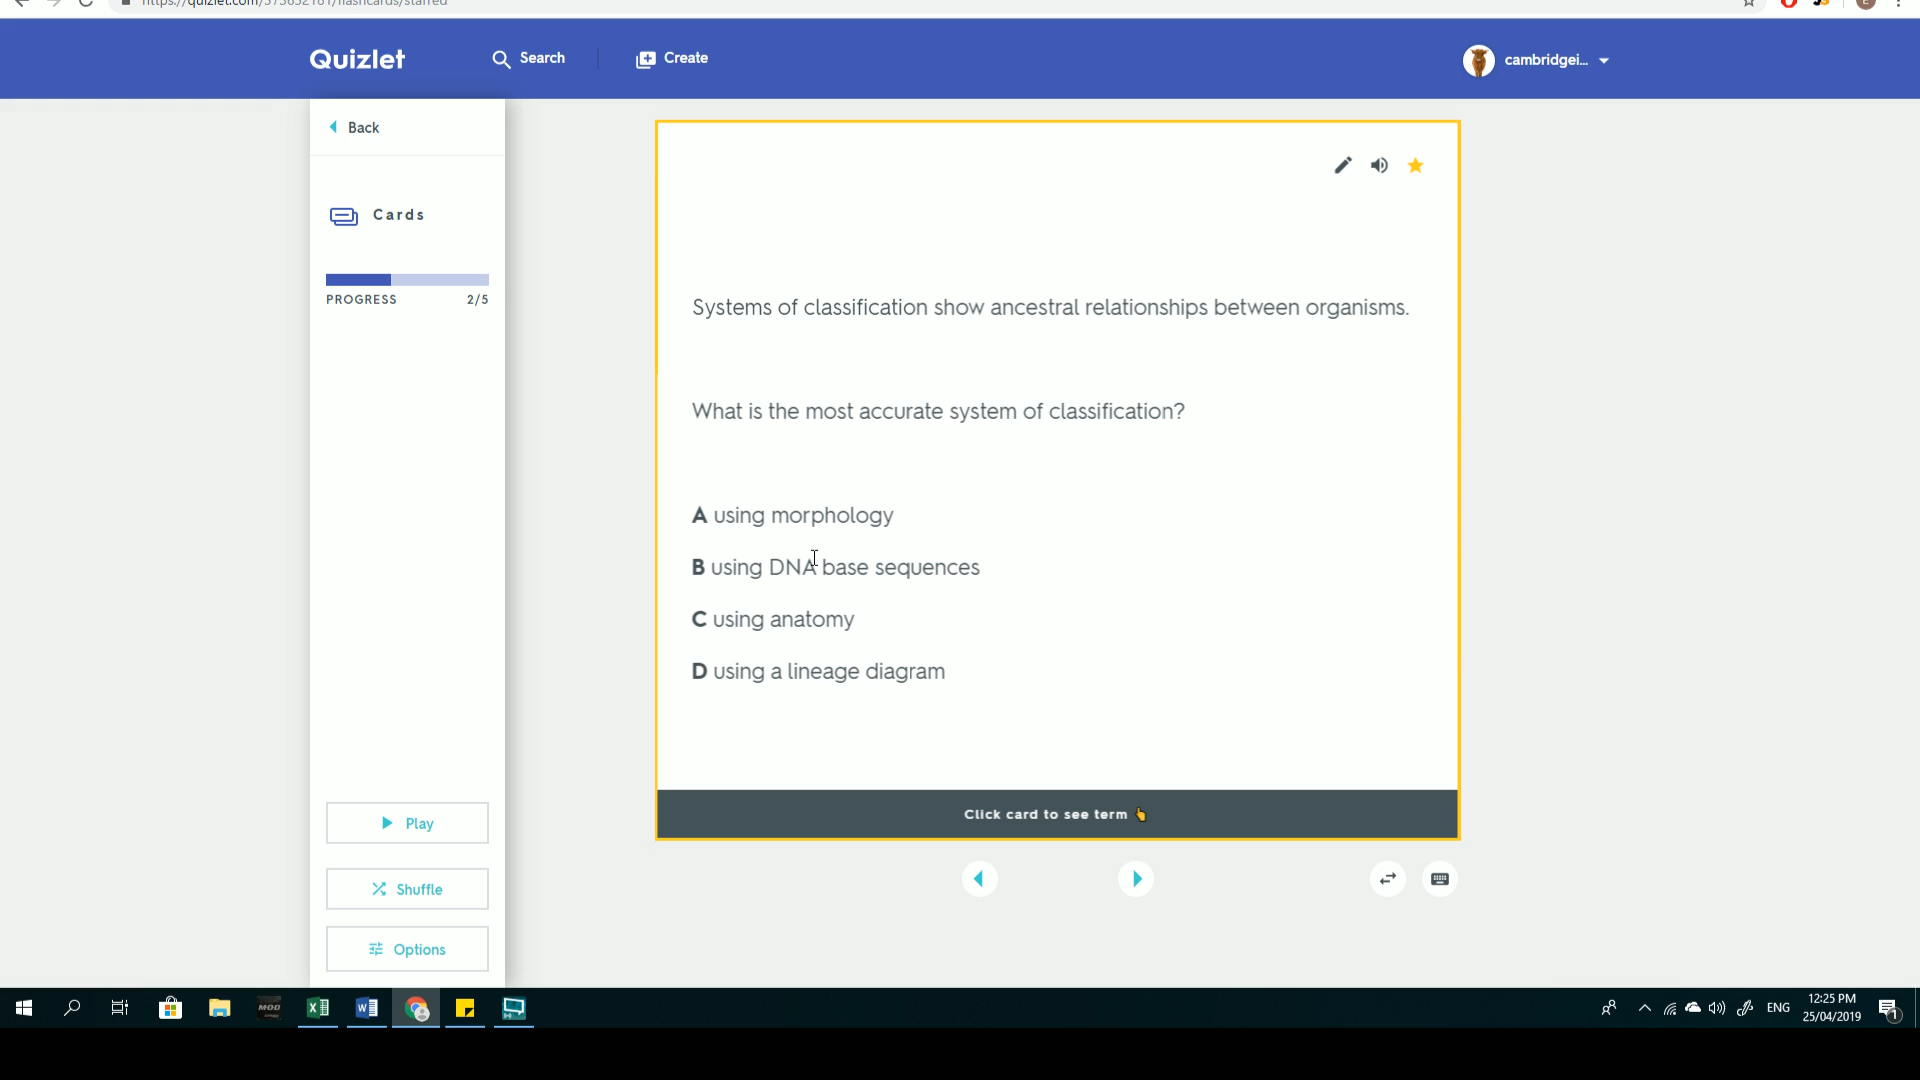 Quizlet
Search
Create
cambridgei...
Back
Cards
PROGRESS 2/5
Systems of classification show ancestral relationships between organisms.
What is the most accurate system of classification?
A using morphology
B using DNA base sequences
C using anatomy
D using a lineage diagram
Click card to see term
Play
Shuffle
Options
ENG
12:25 PM
25/04/2019
1